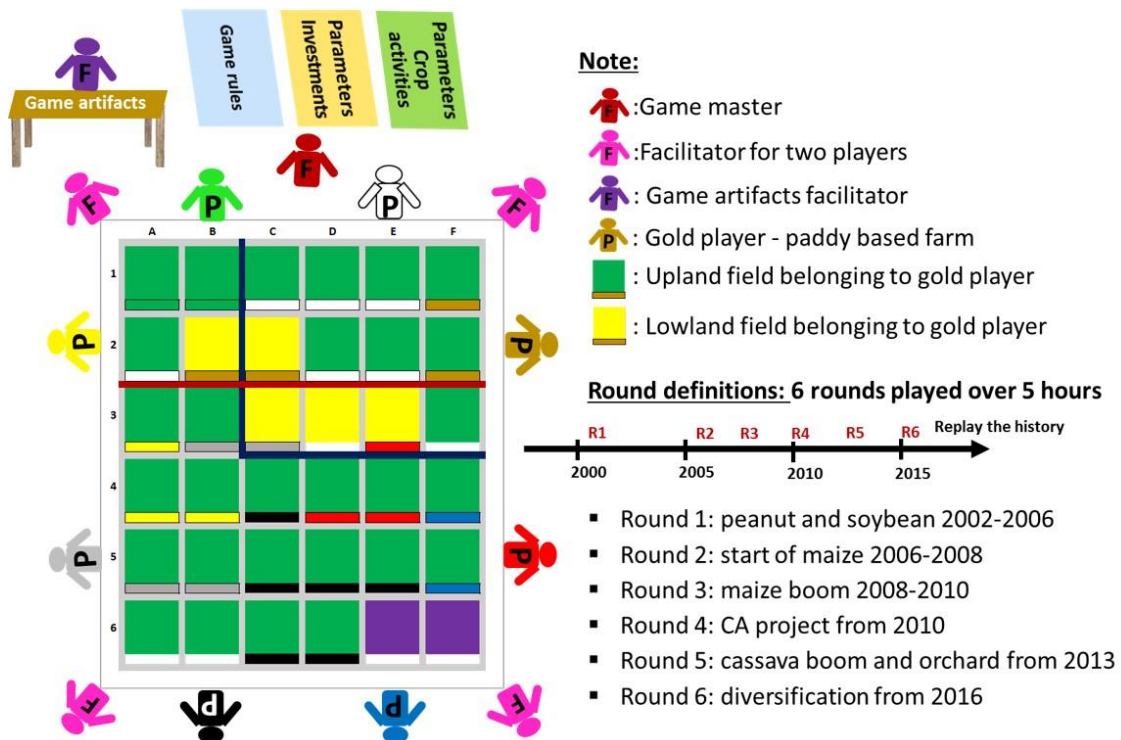 F
Game artifacts
Game rules
Parameters
Investments
Parameters
Crop
activities
F
F
P
P
F
A B C D E F
1
2
3
4
5
6
P
P
P
P
F
P
P
F
Note:
F :Game master
F :Facilitator for two players
F : Game artifacts facilitator
P : Gold player - paddy based farm
: Upland field belonging to gold player
: Lowland field belonging to gold player
Round definitions: 6 rounds played over 5 hours
R1 R2 R3 R4 R5 R6 Replay the history
2000 2005 2010 2015
▪ Round 1: peanut and soybean 2002-2006
▪ Round 2: start of maize 2006-2008
▪ Round 3: maize boom 2008-2010
▪ Round 4: CA project from 2010
▪ Round 5: cassava boom and orchard from 2013
▪ Round 6: diversification from 2016